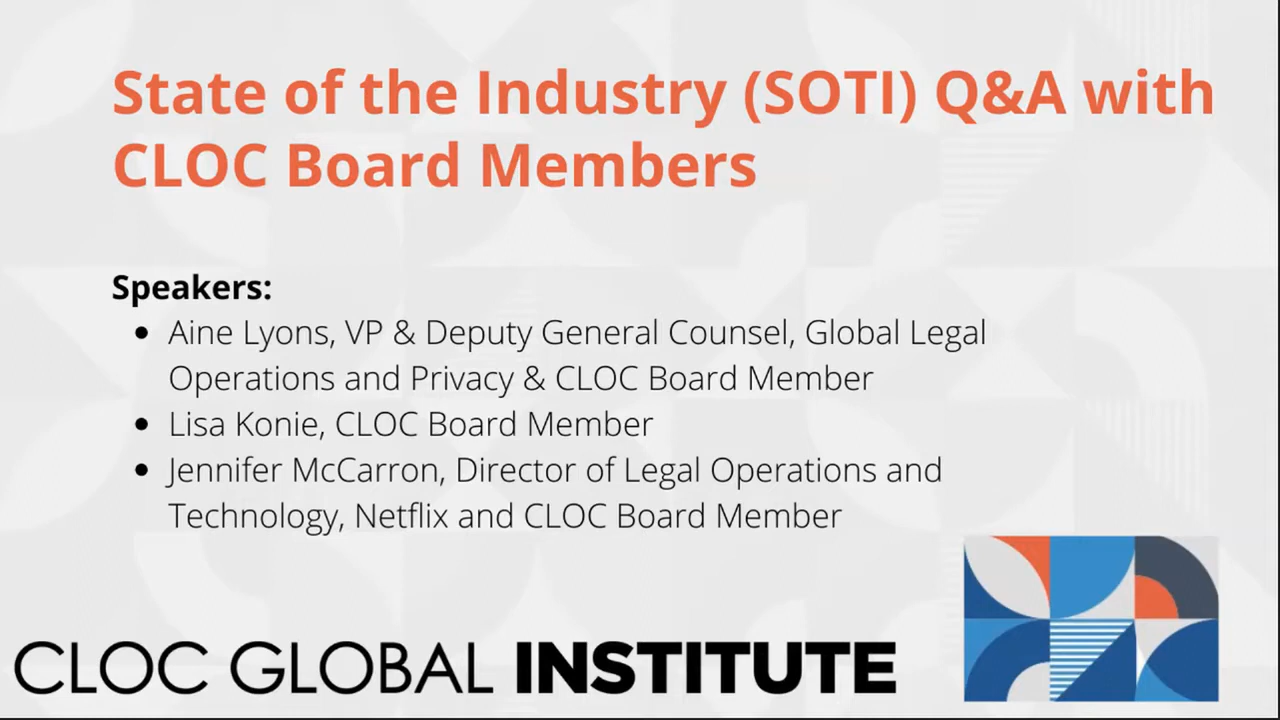 State of the Industry (SOTI) Q&A with
CLOC Board Members
Speakers:
• Aine Lyons, VP & Deputy General Counsel, Global Legal
Operations and Privacy & CLOC Board Member
• Lisa Konie, CLOC Board Member
• Jennifer McCarron, Director of Legal Operations and
Technology, Netflix and CLOC Board Member
CLOC GLOBAL INSTITUTE